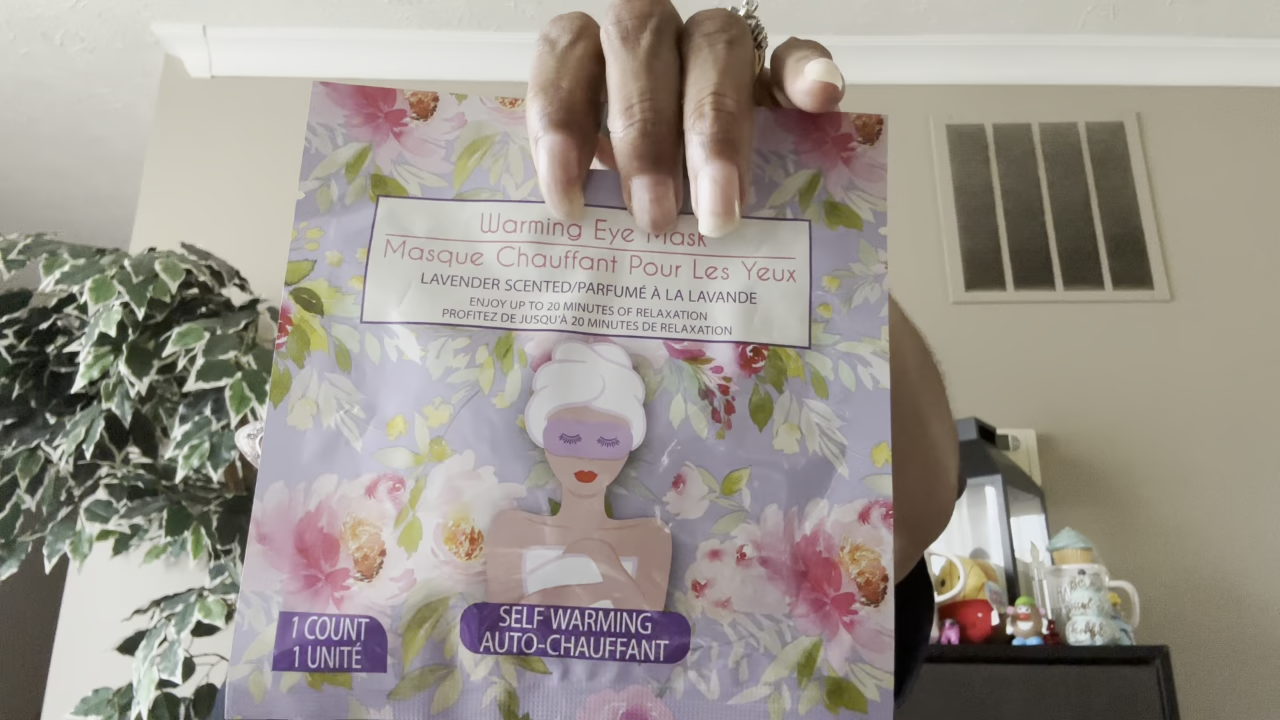 Warming Eye Mask
Masque Chauffant Pour Les Yeux
LAVENDER SCENTED/PARFUMÉ À LA LAVANDE
ENJOY UP TO 20 MINUTES OF RELAXATION
PROFITEZ DE JUSQU'À 20 MINUTES DE RELAXATION
1 COUNT
1 UNITÉ
SELF WARMING
AUTO-CHAUFFANT